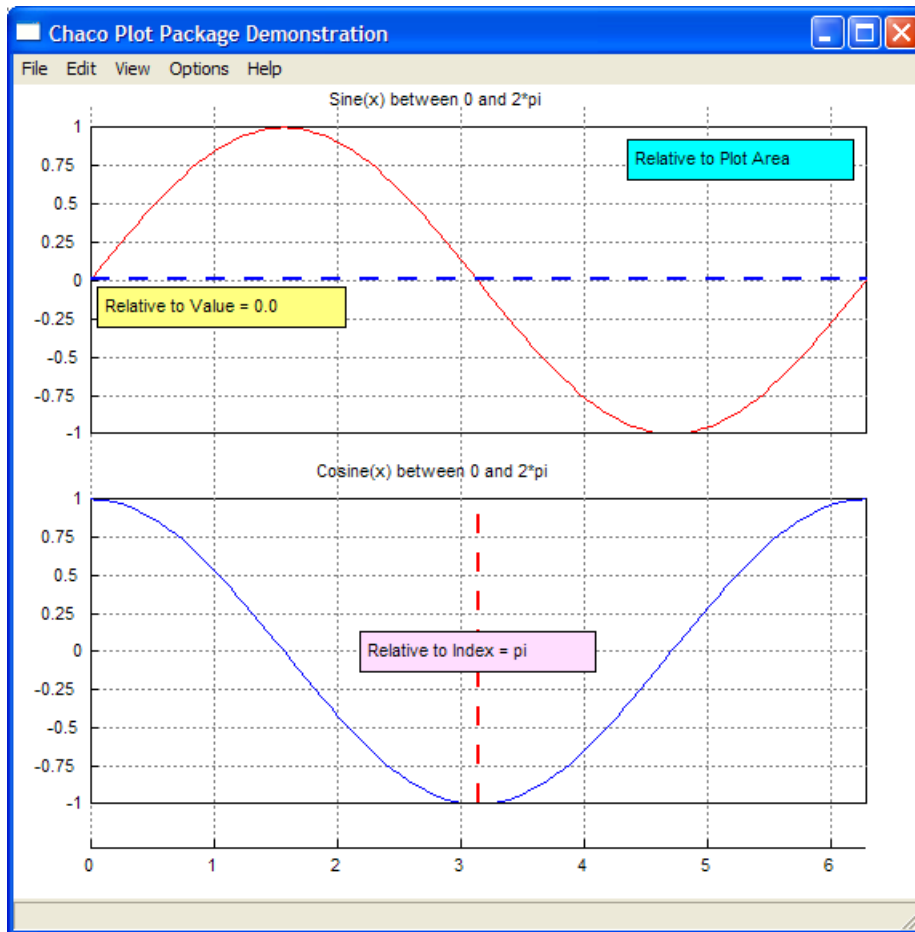 Chaco Plot Package Demonstration
File Edit View Options Help
Sine(x) between 0 and 2*pi
1
Relative to Plot Area
0.75
0.5
0.25
0
Relative to Value = 0.0
-0.25
-0.5
-0.75
-1
Cosine(x) between 0 and 2*pi
1
0.75
0.5
0.25
0
Relative to Index = pi
-0.25
-0.5
-0.75
-1
0 1 2 3 4 5 6